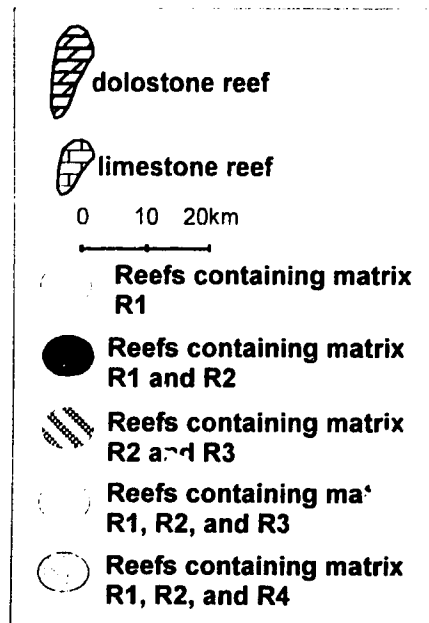 dolostone reef
limestone reef
0 10 20km
Reefs containing matrix
R1
Reefs containing matrix
R1 and R2
Reefs containing matrix
R2 and R3
Reefs containing
R1, R2, and R3
Reefs containing matrix
R1, R2, and R4